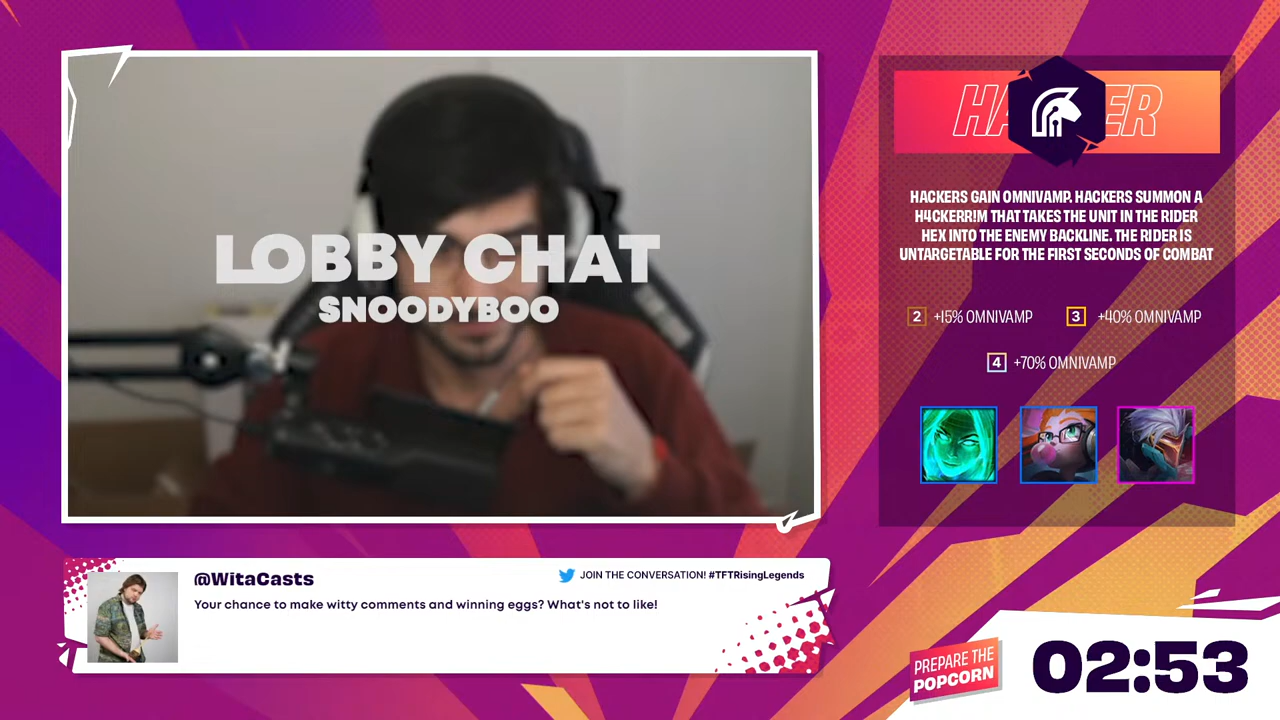 LOBBY CHAT
SNOODYBOO
HACKERS GAIN OMNIVAMP. HACKERS SUMMON A
H4CKERR!M THAT TAKES THE UNIT IN THE RIDER
HEX INTO THE ENEMY BACKLINE. THE RIDER IS
UNTARGETABLE FOR THE FIRST SECONDS OF COMBAT
2 +15% OMNIVAMP 3 +40% OMNIVAMP
4 +70% OMNIVAMP
@WitaCasts
JOIN THE CONVERSATION! #TFTRisingLegends
Your chance to make witty comments and winning eggs? What's not to like!
PREPARE THE
POPCORN
02:53